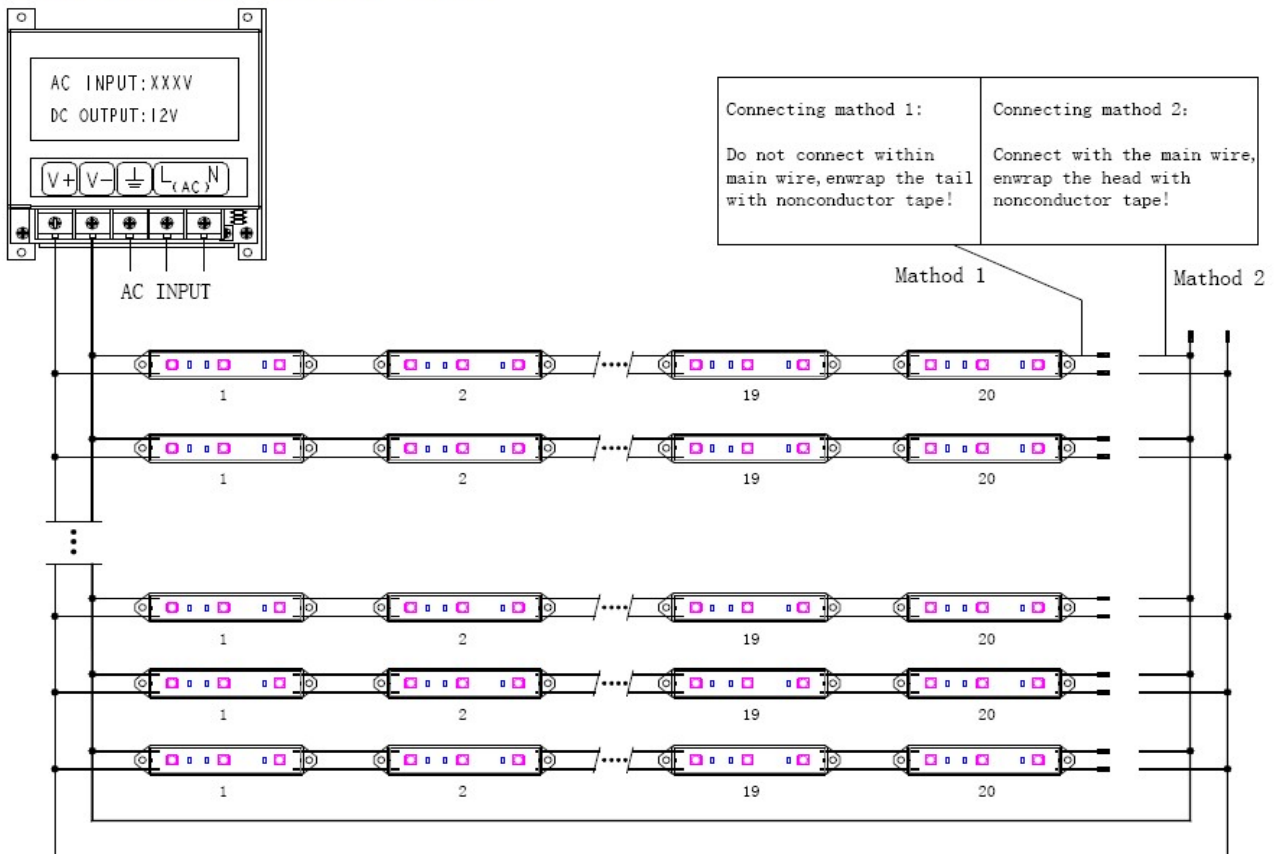 AC INPUT:XXXV
DC OUTPUT:12V
V+ V- L(AC)N
AC INPUT
Connecting mathod 1:
Do not connect within
main wire,enwrap the tail
with nonconductor tape!
Connecting mathod 2:
Connect with the main wire,
enwrap the head with
nonconductor tape!
Mathod 1
Mathod 2
1 2 19 20
1 2 19 20
1 2 19 20
1 2 19 20
1 2 19 20